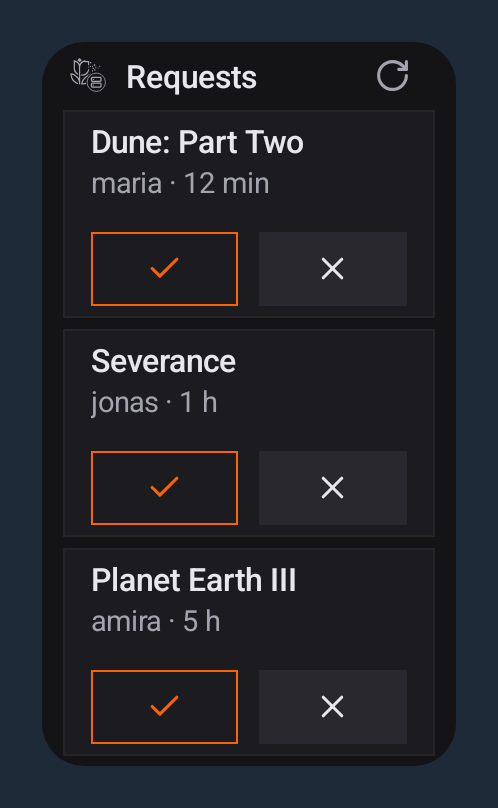 Requests
Dune: Part Two
maria · 12 min
Severance
jonas · 1 h
Planet Earth III
amira · 5 h